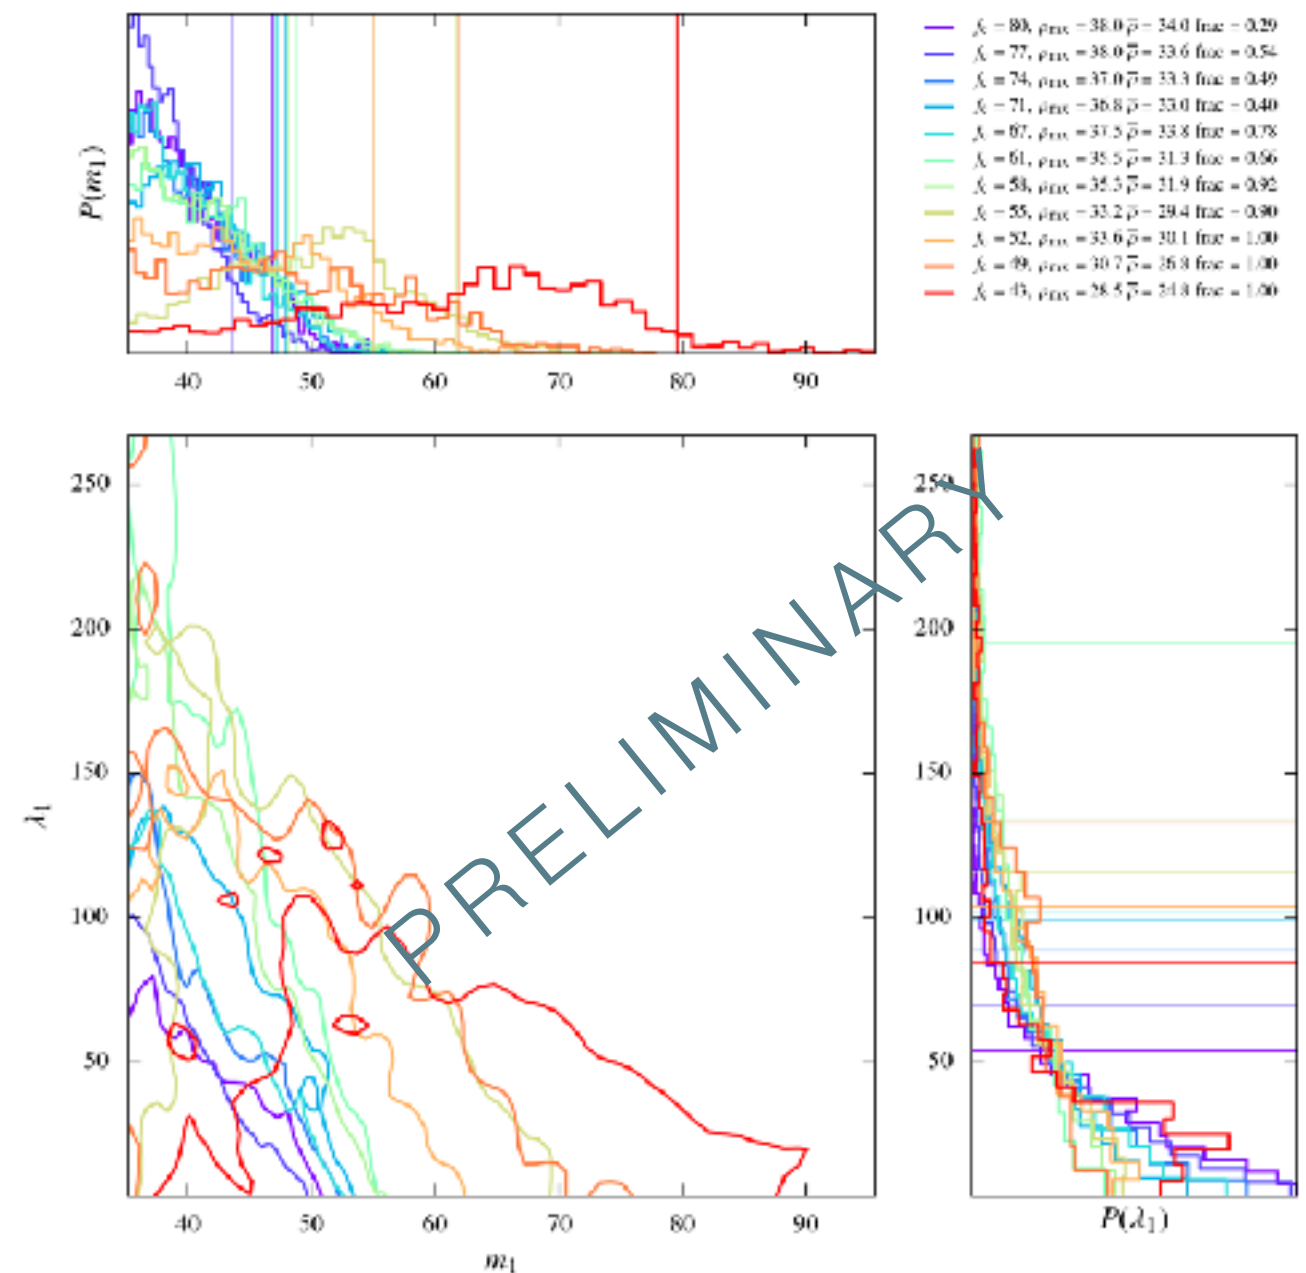 f_c = 80, ρ_max = 38.0 ρ̅ = 34.0 frac = 0.29
f_c = 77, ρ_max = 38.0 ρ̅ = 33.6 frac = 0.54
f_c = 74, ρ_max = 37.0 ρ̅ = 33.3 frac = 0.49
f_c = 71, ρ_max = 36.8 ρ̅ = 33.0 frac = 0.40
f_c = 67, ρ_max = 37.5 ρ̅ = 33.8 frac = 0.78
f_c = 61, ρ_max = 35.5 ρ̅ = 31.3 frac = 0.66
f_c = 58, ρ_max = 35.3 ρ̅ = 31.9 frac = 0.92
f_c = 55, ρ_max = 33.2 ρ̅ = 29.4 frac = 0.90
f_c = 52, ρ_max = 33.6 ρ̅ = 30.1 frac = 1.00
f_c = 49, ρ_max = 30.7 ρ̅ = 26.8 frac = 1.00
f_c = 43, ρ_max = 28.5 ρ̅ = 24.8 frac = 1.00
P(m₁)
40 50 60 70 80 90
250
200
150
100
50
λ₁
40 50 60 70 80 90
m₁
250
200
150
100
50
P(λ₁)
PRELIMINARY